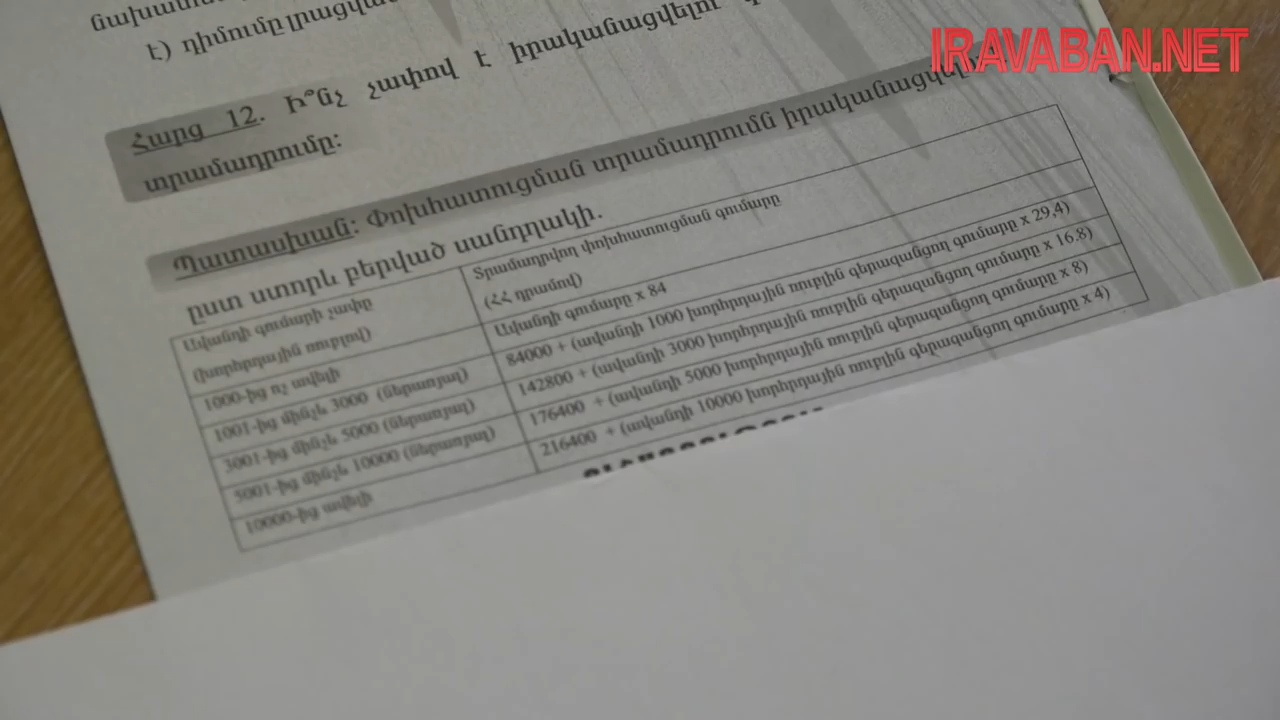 IRAVABAN.NET
է) դիմումը
Հարց 12. Ի՞նչ չափով է իրականացվելու
տրամադրումը:
Պատասխան: Փոխհատուցման տրամադրումն իրականացվելու
ըստ ստորև բերված սանդղակի.
Ավանդի գումարի չափը (խորհրդային ռուբլով) Տրամադրվող փոխհատուցման գումարը (ՀՀ դրամով)
1000-ից ոչ ավելի Ավանդի գումարը x 84
1001-ից մինչև 3000 (ներառյալ) 84000 + (ավանդի 1000 խորհրդային ռուբլին գերազանցող գումարը x 29,4)
3001-ից մինչև 5000 (ներառյալ) 142800 + (ավանդի 3000 խորհրդային ռուբլին գերազանցող գումարը x 16,8)
5001-ից մինչև 10000 (ներառյալ) 176400 + (ավանդի 5000 խորհրդային ռուբլին գերազանցող գումարը x 8)
10000-ից ավելի 216400 + (ավանդի 10000 խորհրդային ռուբլին գերազանցող գումարը x 4)